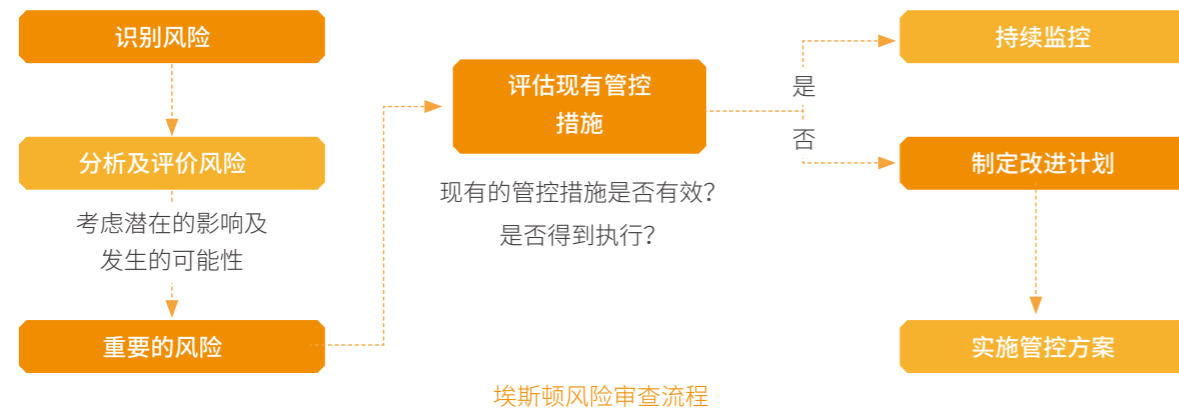 识别风险
分析及评价风险
考虑潜在的影响及
发生的可能性
重要的风险
评估现有管控
措施
现有的管控措施是否有效?
是否得到执行?
是
否
持续监控
制定改进计划
实施管控方案
埃斯顿风险审查流程